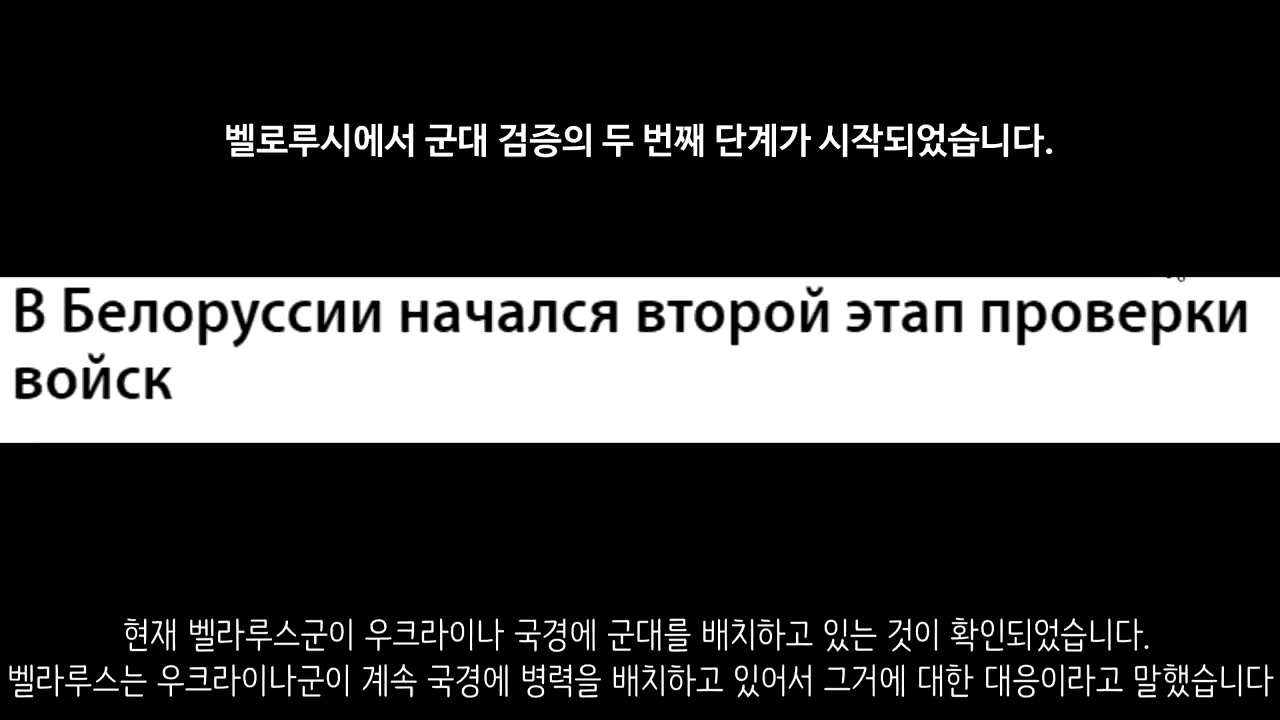 벨로루시에서 군대 검증의 두 번째 단계가 시작되었습니다.
В Белоруссии начался второй этап проверки
войск
현재 벨라루스군이 우크라이나 국경에 군대를 배치하고 있는 것이 확인되었습니다.
벨라루스는 우크라이나군이 계속 국경에 병력을 배치하고 있어서 그거에 대한 대응이라고 말했습니다